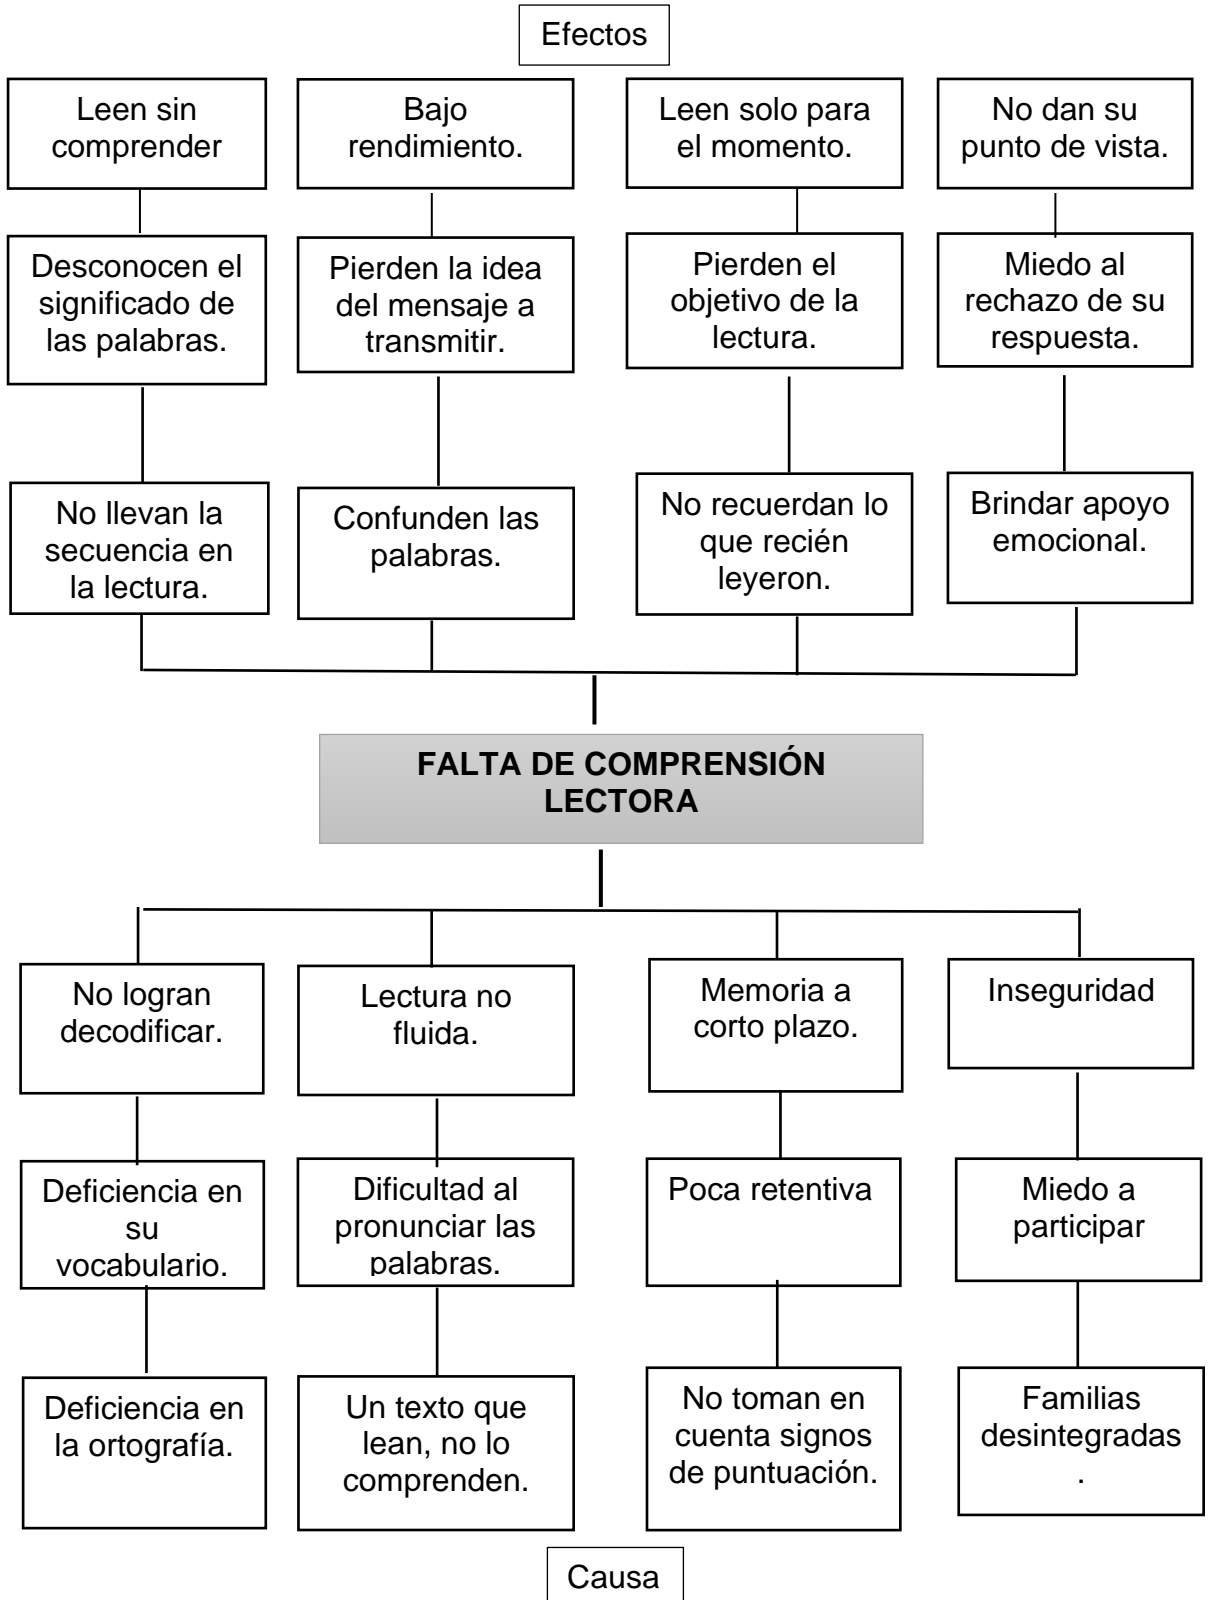 Efectos
Leen sin
comprender
Bajo
rendimiento.
Leen solo para
el momento.
No dan su
punto de vista.
Desconocen el
significado de
las palabras.
Pierden la idea
del mensaje a
transmitir.
Pierden el
objetivo de la
lectura.
Miedo al
rechazo de su
respuesta.
No llevan la
secuencia en
la lectura.
Confunden las
palabras.
No recuerdan lo
que recién
leyeron.
Brindar apoyo
emocional.
FALTA DE COMPRENSIÓN
LECTORA
No logran
decodificar.
Lectura no
fluida.
Memoria a
corto plazo.
Inseguridad
Deficiencia en
su
vocabulario.
Dificultad al
pronunciar las
palabras.
Poca retentiva
Miedo a
participar
Deficiencia en
la ortografía.
Un texto que
lean, no lo
comprenden.
No toman en
cuenta signos
de puntuación.
Familias
desintegradas
.
Causa